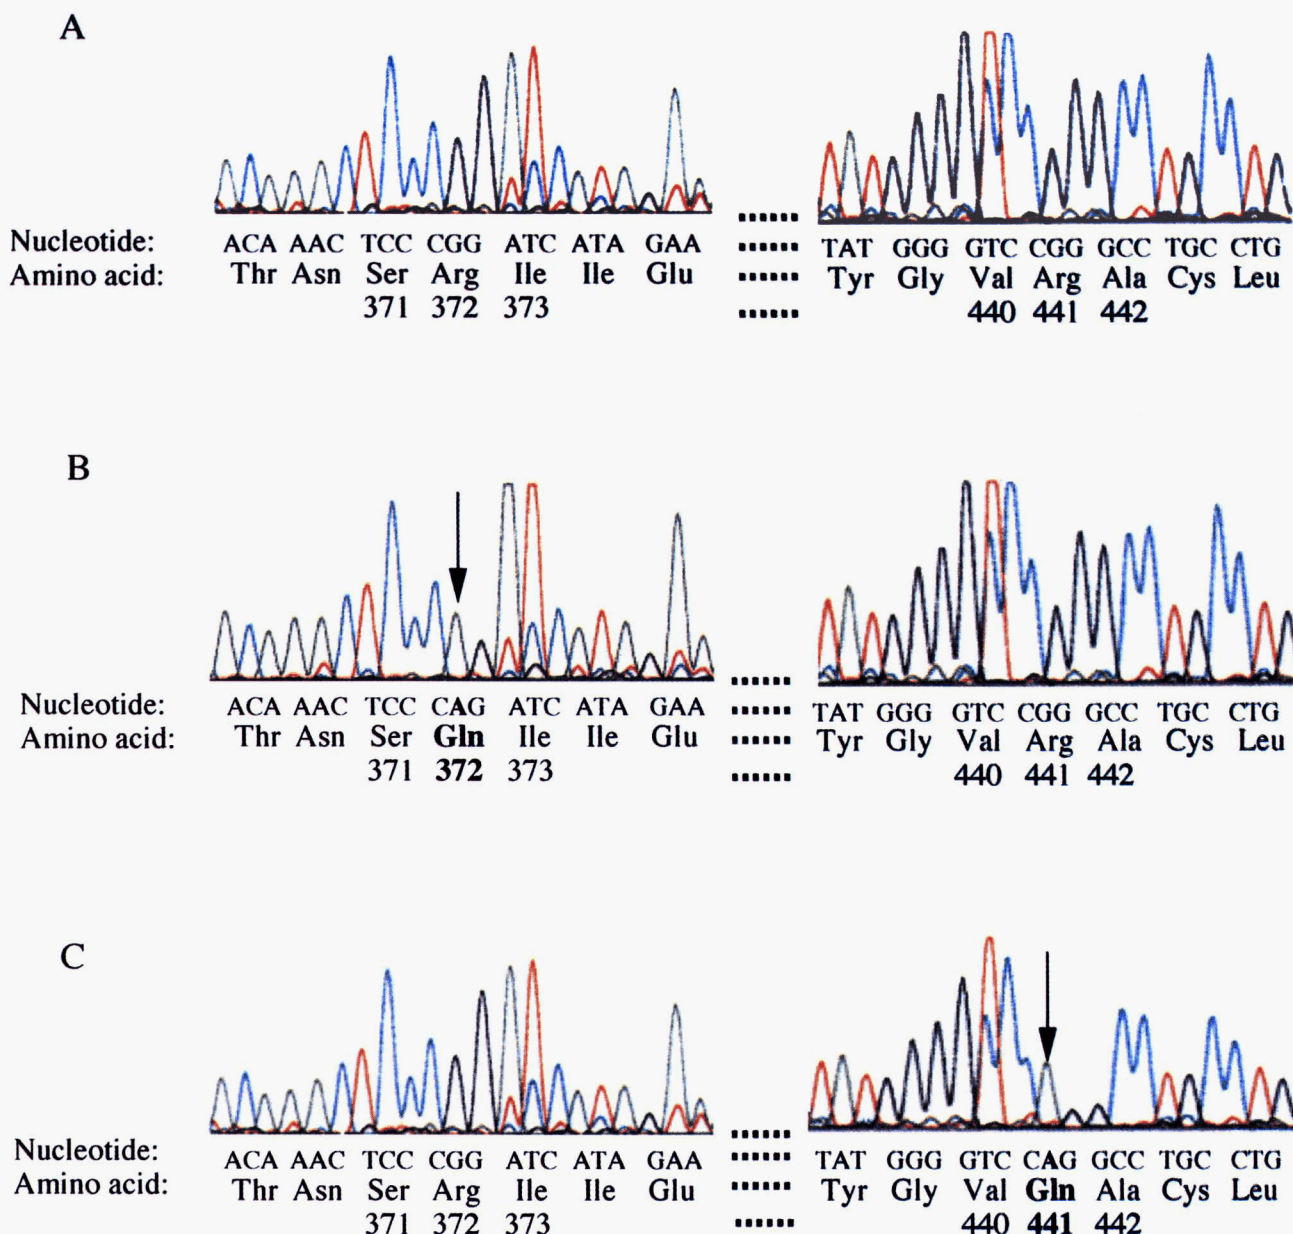 A
Nucleotide: ACA AAC TCC CGG ATC ATA GAA ...... TAT GGG GTC CGG GCC TGC CTG
Amino acid: Thr Asn Ser Arg Ile Ile Glu ...... Tyr Gly Val Arg Ala Cys Leu
371 372 373 ...... 440 441 442
B
Nucleotide: ACA AAC TCC CAG ATC ATA GAA ...... TAT GGG GTC CGG GCC TGC CTG
Amino acid: Thr Asn Ser Gln Ile Ile Glu ...... Tyr Gly Val Arg Ala Cys Leu
371 372 373 ...... 440 441 442
C
Nucleotide: ACA AAC TCC CGG ATC ATA GAA ...... TAT GGG GTC CAG GCC TGC CTG
Amino acid: Thr Asn Ser Arg Ile Ile Glu ...... Tyr Gly Val Gln Ala Cys Leu
371 372 373 ...... 440 441 442